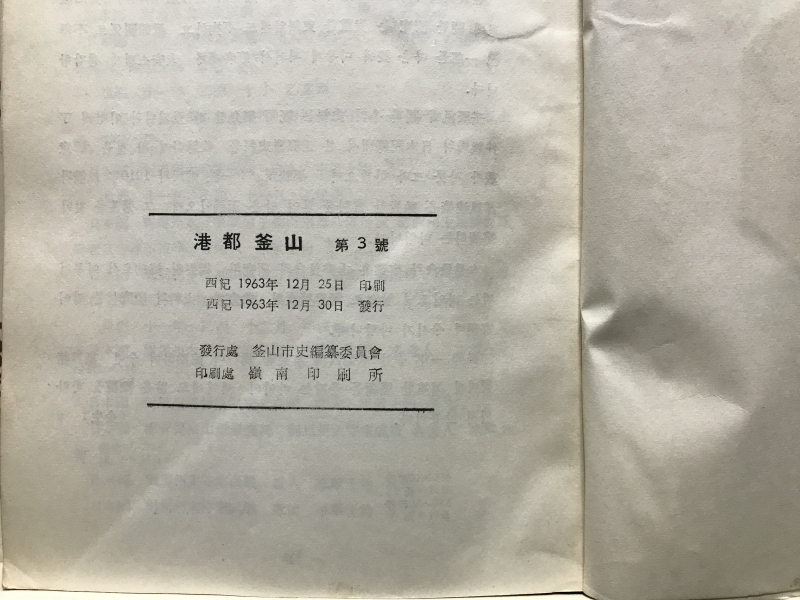 港都釜山 第3號
西紀 1963年 12月 25日 印刷
西紀 1963年 12月 30日 發行
發行處 釜山市史編纂委員會
印刷處 嶺南印刷所